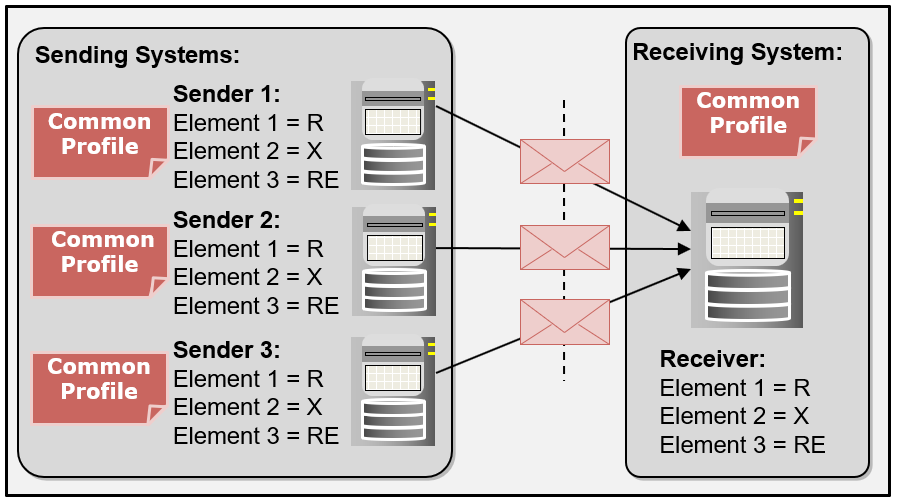 Sending Systems:
Common
Profile
Sender 1:
Element 1 = R
Element 2 = X
Element 3 = RE
Common
Profile
Sender 2:
Element 1 = R
Element 2 = X
Element 3 = RE
Common
Profile
Sender 3:
Element 1 = R
Element 2 = X
Element 3 = RE
Receiving System:
Common
Profile
Receiver:
Element 1 = R
Element 2 = X
Element 3 = RE